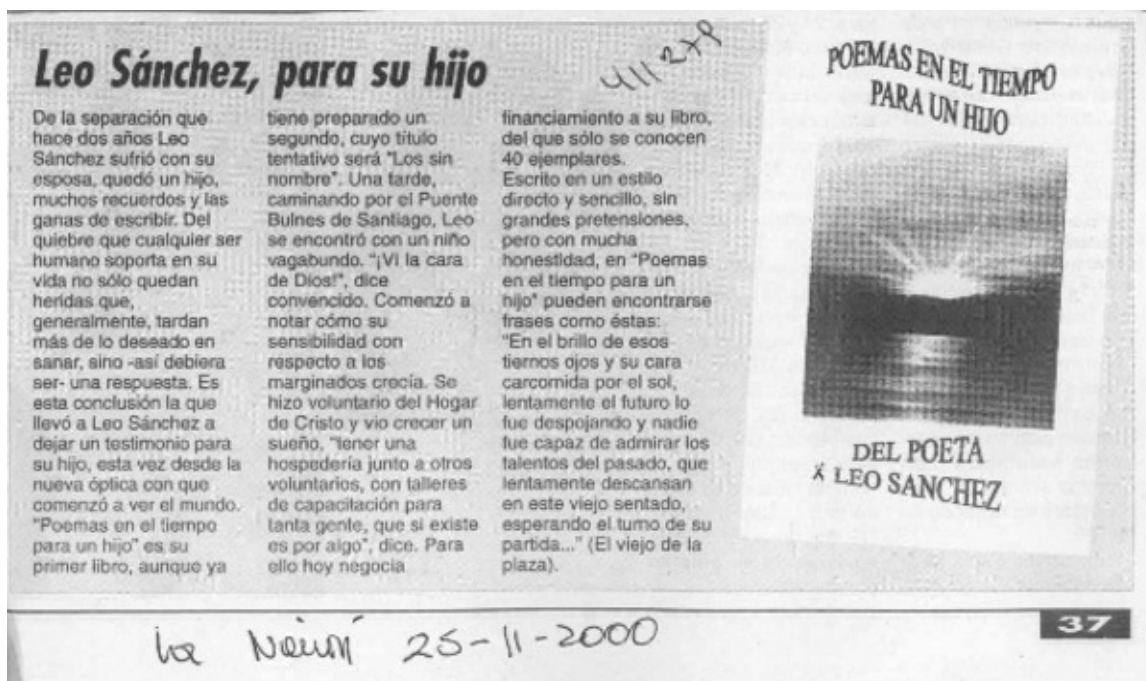 Leo Sánchez, para su hijo
411278
De la separación que
hace dos años Leo
Sánchez sufrió con su
esposa, quedó un hijo,
muchos recuerdos y las
ganas de escribir. Del
quiebre que cualquier ser
humano soporta en su
vida no sólo quedan
heridas que,
generalmente, tardan
más de lo deseado en
sanar, sino -así debiera
ser- una respuesta. Es
esta conclusión la que
llevó a Leo Sánchez a
dejar un testimonio para
su hijo, esta vez desde la
nueva óptica con que
comenzó a ver el mundo.
"Poemas en el tiempo
para un hijo" es su
primer libro, aunque ya
tiene preparado un
segundo, cuyo título
tentativo será "Los sin
nombre". Una tarde,
caminando por el Puente
Bulnes de Santiago, Leo
se encontró con un niño
vagabundo. "¡Vi la cara
de Dios!", dice
convencido. Comenzó a
notar cómo su
sensibilidad con
respecto a los
marginados crecía. Se
hizo voluntario del Hogar
de Cristo y vio crecer un
sueño, "tener una
hospedería junto a otros
voluntarios, con talleres
de capacitación para
tanta gente, que si existe
es por algo", dice. Para
ello hoy negocia
financiamiento a su libro,
del que sólo se conocen
40 ejemplares.
Escrito en un estilo
directo y sencillo, sin
grandes pretensiones,
pero con mucha
honestidad, en "Poemas
en el tiempo para un
hijo" pueden encontrarse
frases como éstas:
"En el brillo de esos
tiernos ojos y su cara
carcomida por el sol,
lentamente el futuro lo
fue despojando y nadie
fue capaz de admirar los
talentos del pasado, que
lentamente descansan
en este viejo sentado,
esperando el turno de su
partida..." (El viejo de la
plaza).
POEMAS EN EL TIEMPO
PARA UN HIJO
DEL POETA
X LEO SANCHEZ
37
La Nación 25-11-2000